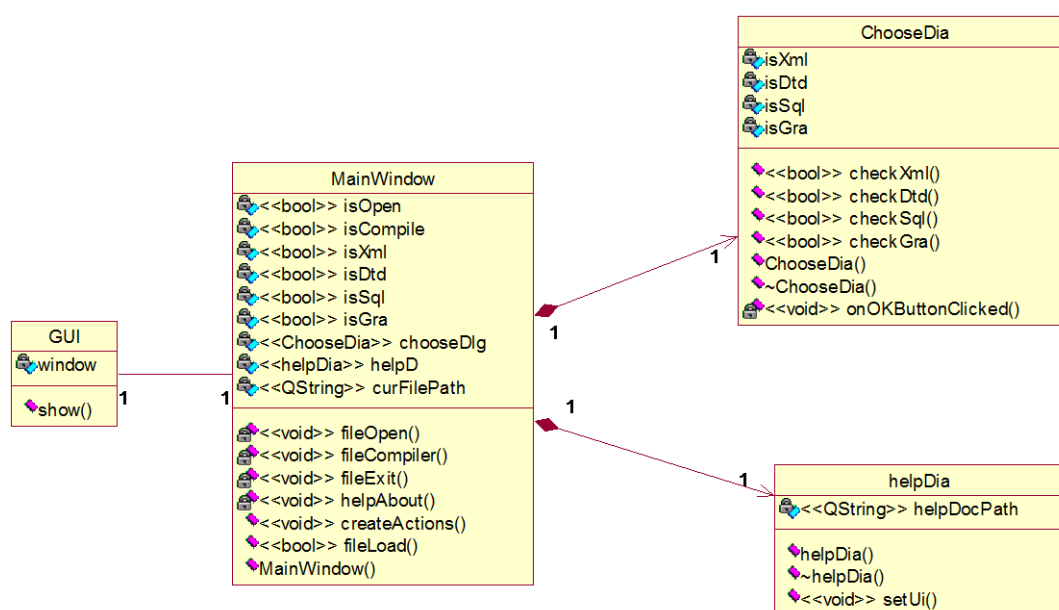 GUI
window
show()
1
1
MainWindow
<<bool>> isOpen
<<bool>> isCompile
<<bool>> isXml
<<bool>> isDtd
<<bool>> isSql
<<bool>> isGra
<<ChooseDia>> chooseDlg
<<helpDia>> helpD
<<QString>> curFilePath
<<void>> fileOpen()
<<void>> fileCompiler()
<<void>> fileExit()
<<void>> helpAbout()
<<void>> createActions()
<<bool>> fileLoad()
MainWindow()
1
1
ChooseDia
isXml
isDtd
isSql
isGra
<<bool>> checkXml()
<<bool>> checkDtd()
<<bool>> checkSql()
<<bool>> checkGra()
ChooseDia()
~ChooseDia()
<<void>> onOKButtonClicked()
1
1
helpDia
<<QString>> helpDocPath
helpDia()
~helpDia()
<<void>> setUi()